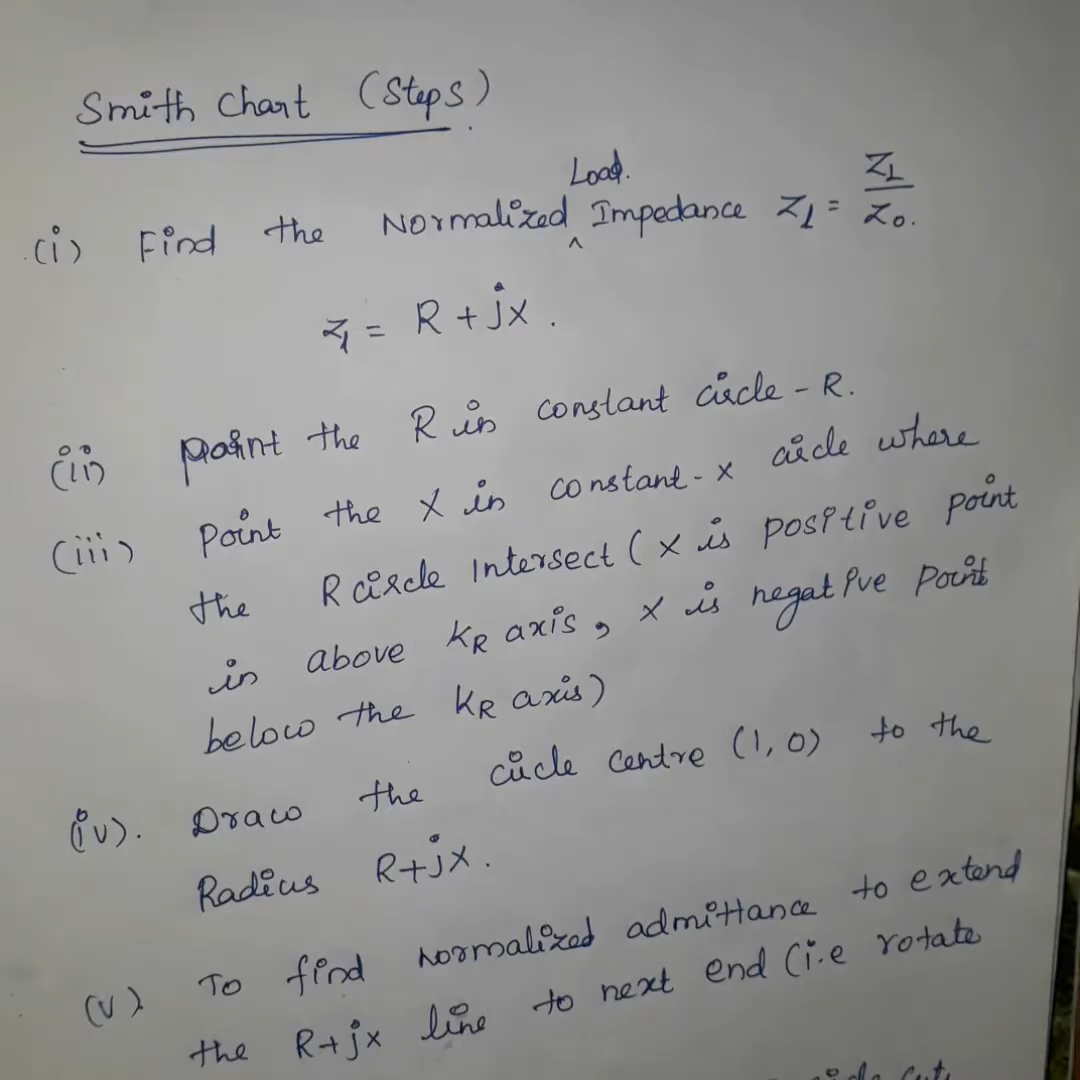 Smith Chart (Steps)
Load.
(i) Find the Normalized ^ Impedance Z_L = Z_L / Z_0.
Z_L = R + jX.
(ii) point the R in constant circle - R.
(iii) Point the X in constant - x circle where
the R circle Intersect (X is positive point
in above K_R axis, X is negative point
below the K_R axis)
(iv). Draw the circle centre (1, 0) to the
Radius R+jX.
(v) To find normalized admittance to extend
the R+jX line to next end (i.e rotate
cut